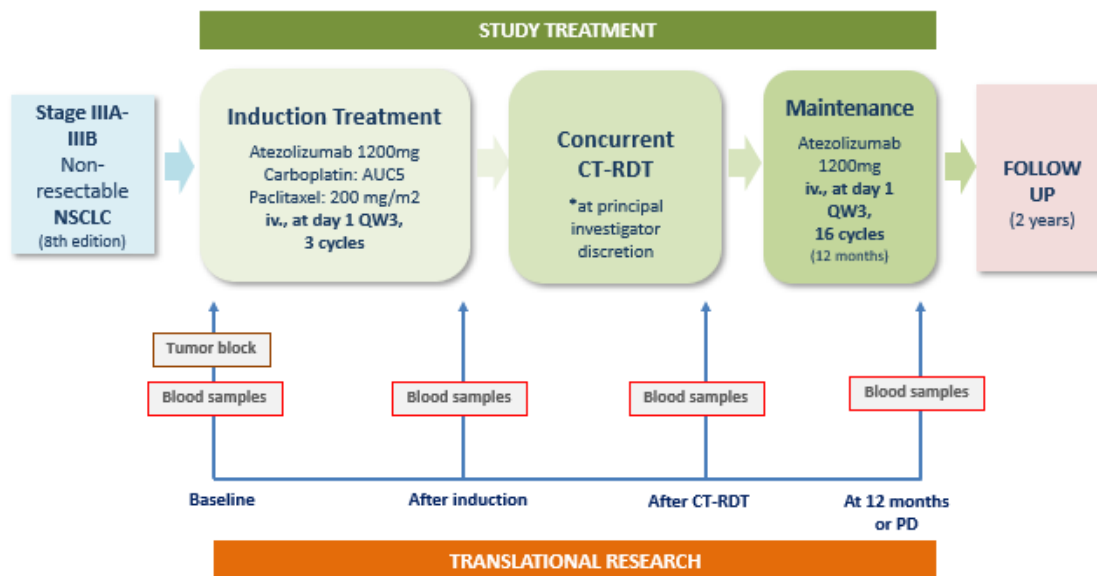 STUDY TREATMENT
Stage IIIA-
IIIB
Non-
resectable
NSCLC
(8th edition)
Induction Treatment
Atezolizumab 1200mg
Carboplatin: AUC5
Paclitaxel: 200 mg/m2
iv., at day 1 QW3,
3 cycles
Concurrent
CT-RDT
*at principal
investigator
discretion
Maintenance
Atezolizumab
1200mg
iv., at day 1
QW3,
16 cycles
(12 months)
FOLLOW
UP
(2 years)
Tumor block
Blood samples
Blood samples
Blood samples
Blood samples
Baseline
After induction
After CT-RDT
At 12 months
or PD
TRANSLATIONAL RESEARCH